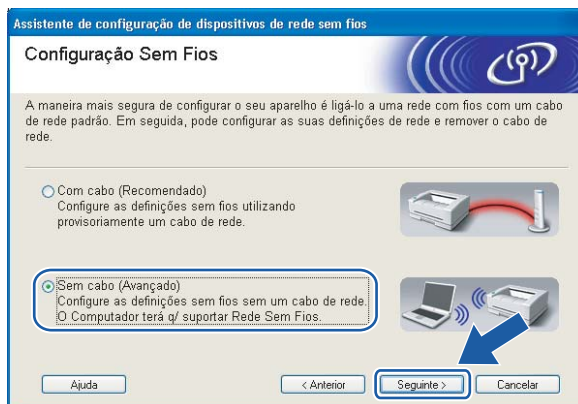 Assistente de configuração de dispositivos de rede sem fios
Configuração Sem Fios
A maneira mais segura de configurar o seu aparelho é ligá-lo a uma rede com fios com um cabo
de rede padrão. Em seguida, pode configurar as suas definições de rede e remover o cabo de
rede.
Com cabo (Recomendado)
Configure as definições sem fios utilizando
provisoriamente um cabo de rede.
Sem cabo (Avançado)
Configure as definições sem fios sem um cabo de rede.
O Computador terá q/ suportar Rede Sem Fios.
Ajuda
< Anterior
Seguinte >
Cancelar